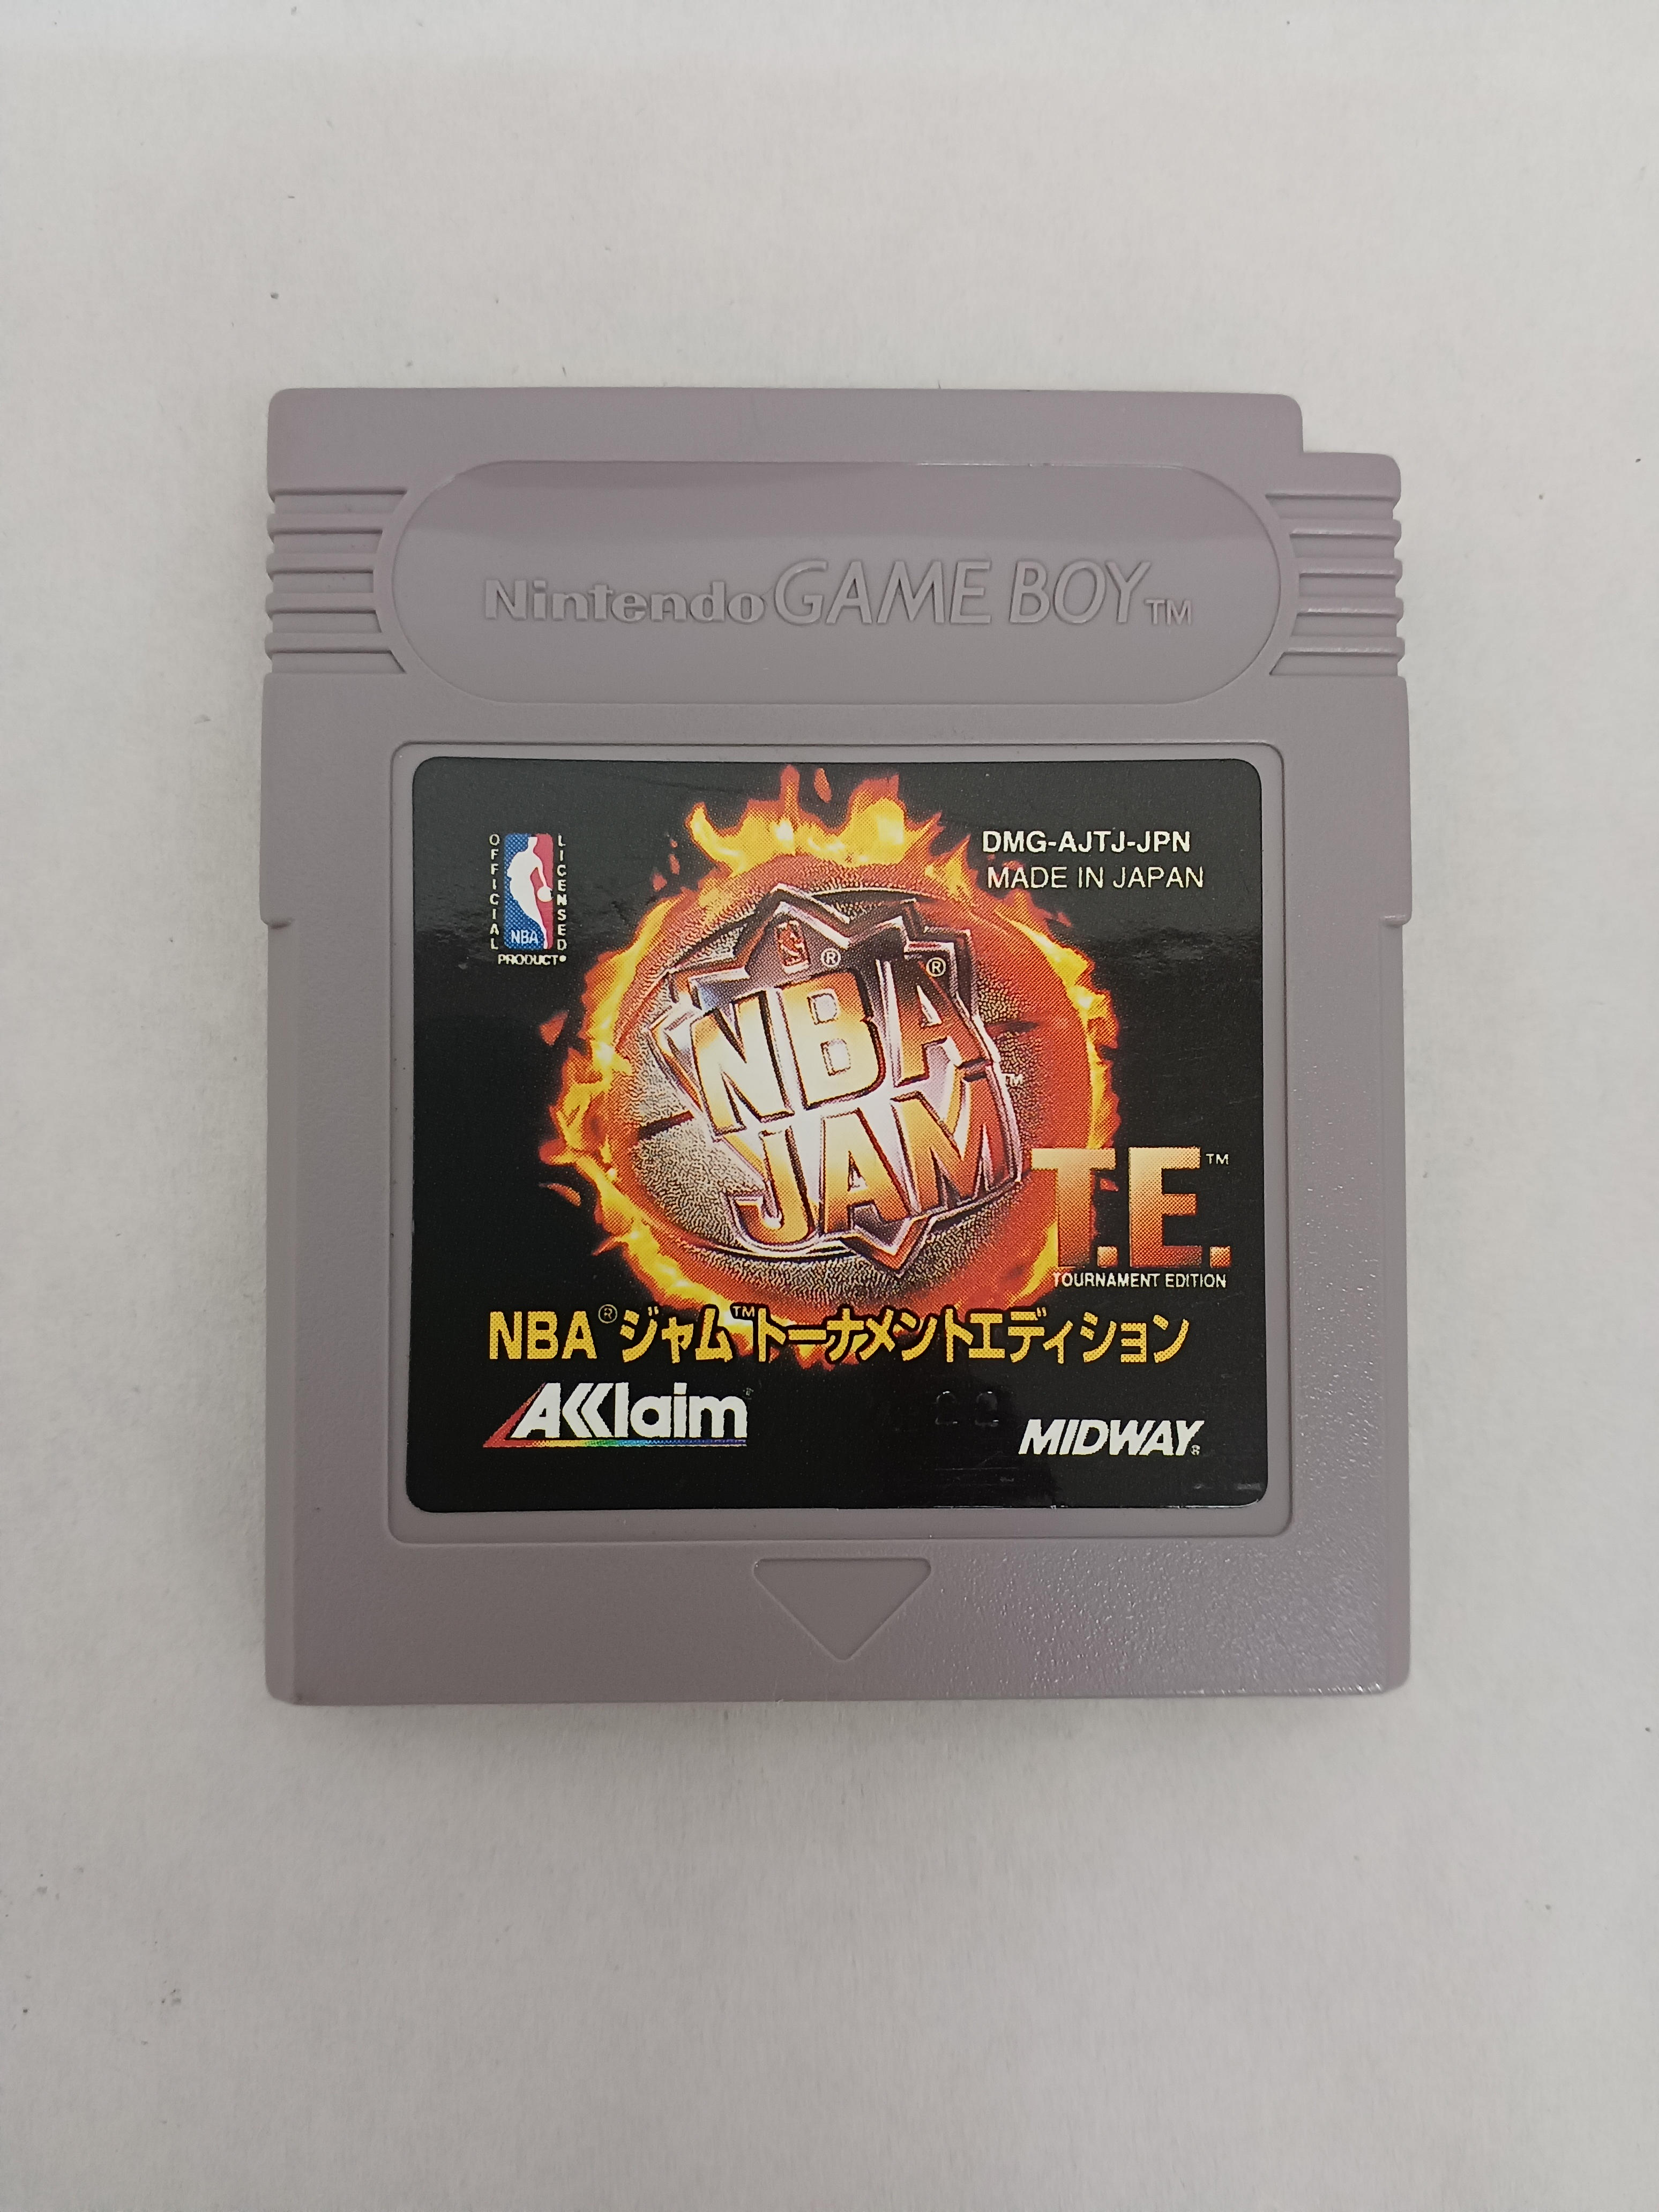 Nintendo GAME BOY™
OFFICIAL LICENSED
NBA
PRODUCT®
DMG-AJTJ-JPN
MADE IN JAPAN
NBA® ®
JAM™
T.E.™
TOURNAMENT EDITION
NBA®ジャム™トーナメントエディション
AKKlaim
MIDWAY®